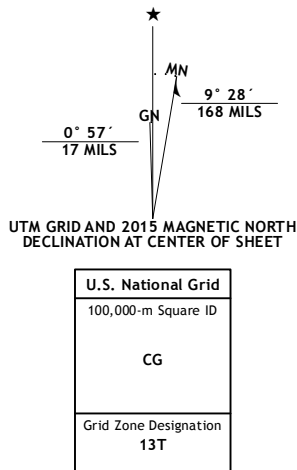 ★
MN
GN
0° 57´
17 MILS
9° 28´
168 MILS
UTM GRID AND 2015 MAGNETIC NORTH
DECLINATION AT CENTER OF SHEET
U.S. National Grid
100,000-m Square ID
CG
Grid Zone Designation
13T